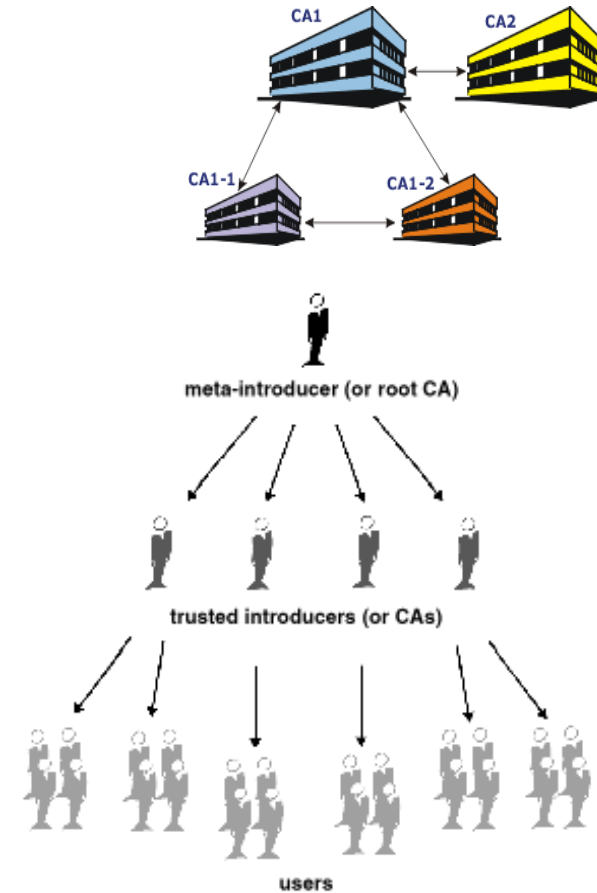 CA1
CA2
CA1-1
CA1-2
meta-introducer (or root CA)
trusted introducers (or CAs)
users